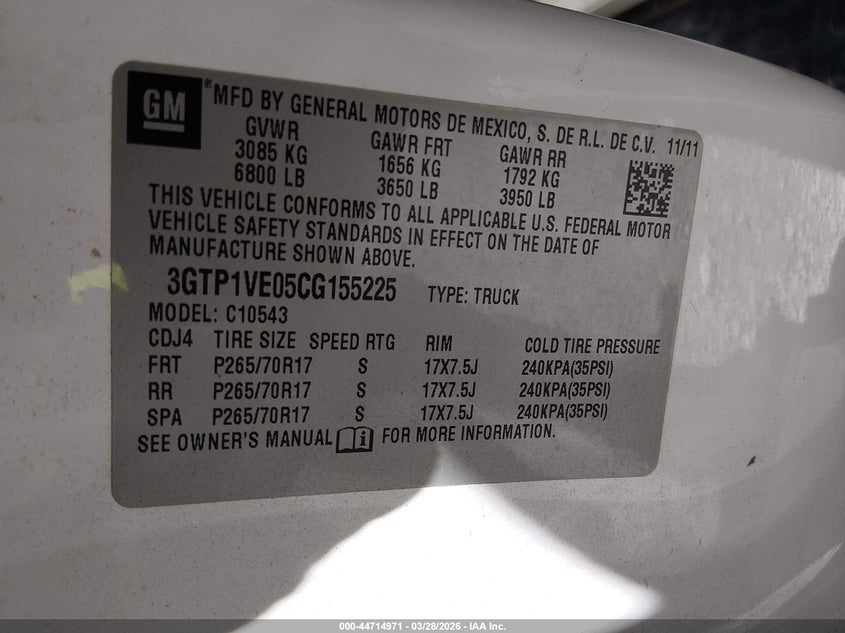 GM
® MFD BY GENERAL MOTORS DE MEXICO, S. DE R.L. DE C.V. 11/11
GVWR GAWR FRT GAWR RR
3085 KG 1656 KG 1792 KG
6800 LB 3650 LB 3950 LB
THIS VEHICLE CONFORMS TO ALL APPLICABLE U.S. FEDERAL MOTOR
VEHICLE SAFETY STANDARDS IN EFFECT ON THE DATE OF
MANUFACTURE SHOWN ABOVE.
3GTP1VE05CG155225 TYPE: TRUCK
MODEL: C10543
CDJ4 TIRE SIZE SPEED RTG RIM COLD TIRE PRESSURE
FRT P265/70R17 S 17X7.5J 240KPA(35PSI)
RR P265/70R17 S 17X7.5J 240KPA(35PSI)
SPA P265/70R17 S 17X7.5J 240KPA(35PSI)
SEE OWNER'S MANUAL i FOR MORE INFORMATION.
000-44714971 | 03/28/2026 | IAA Inc.